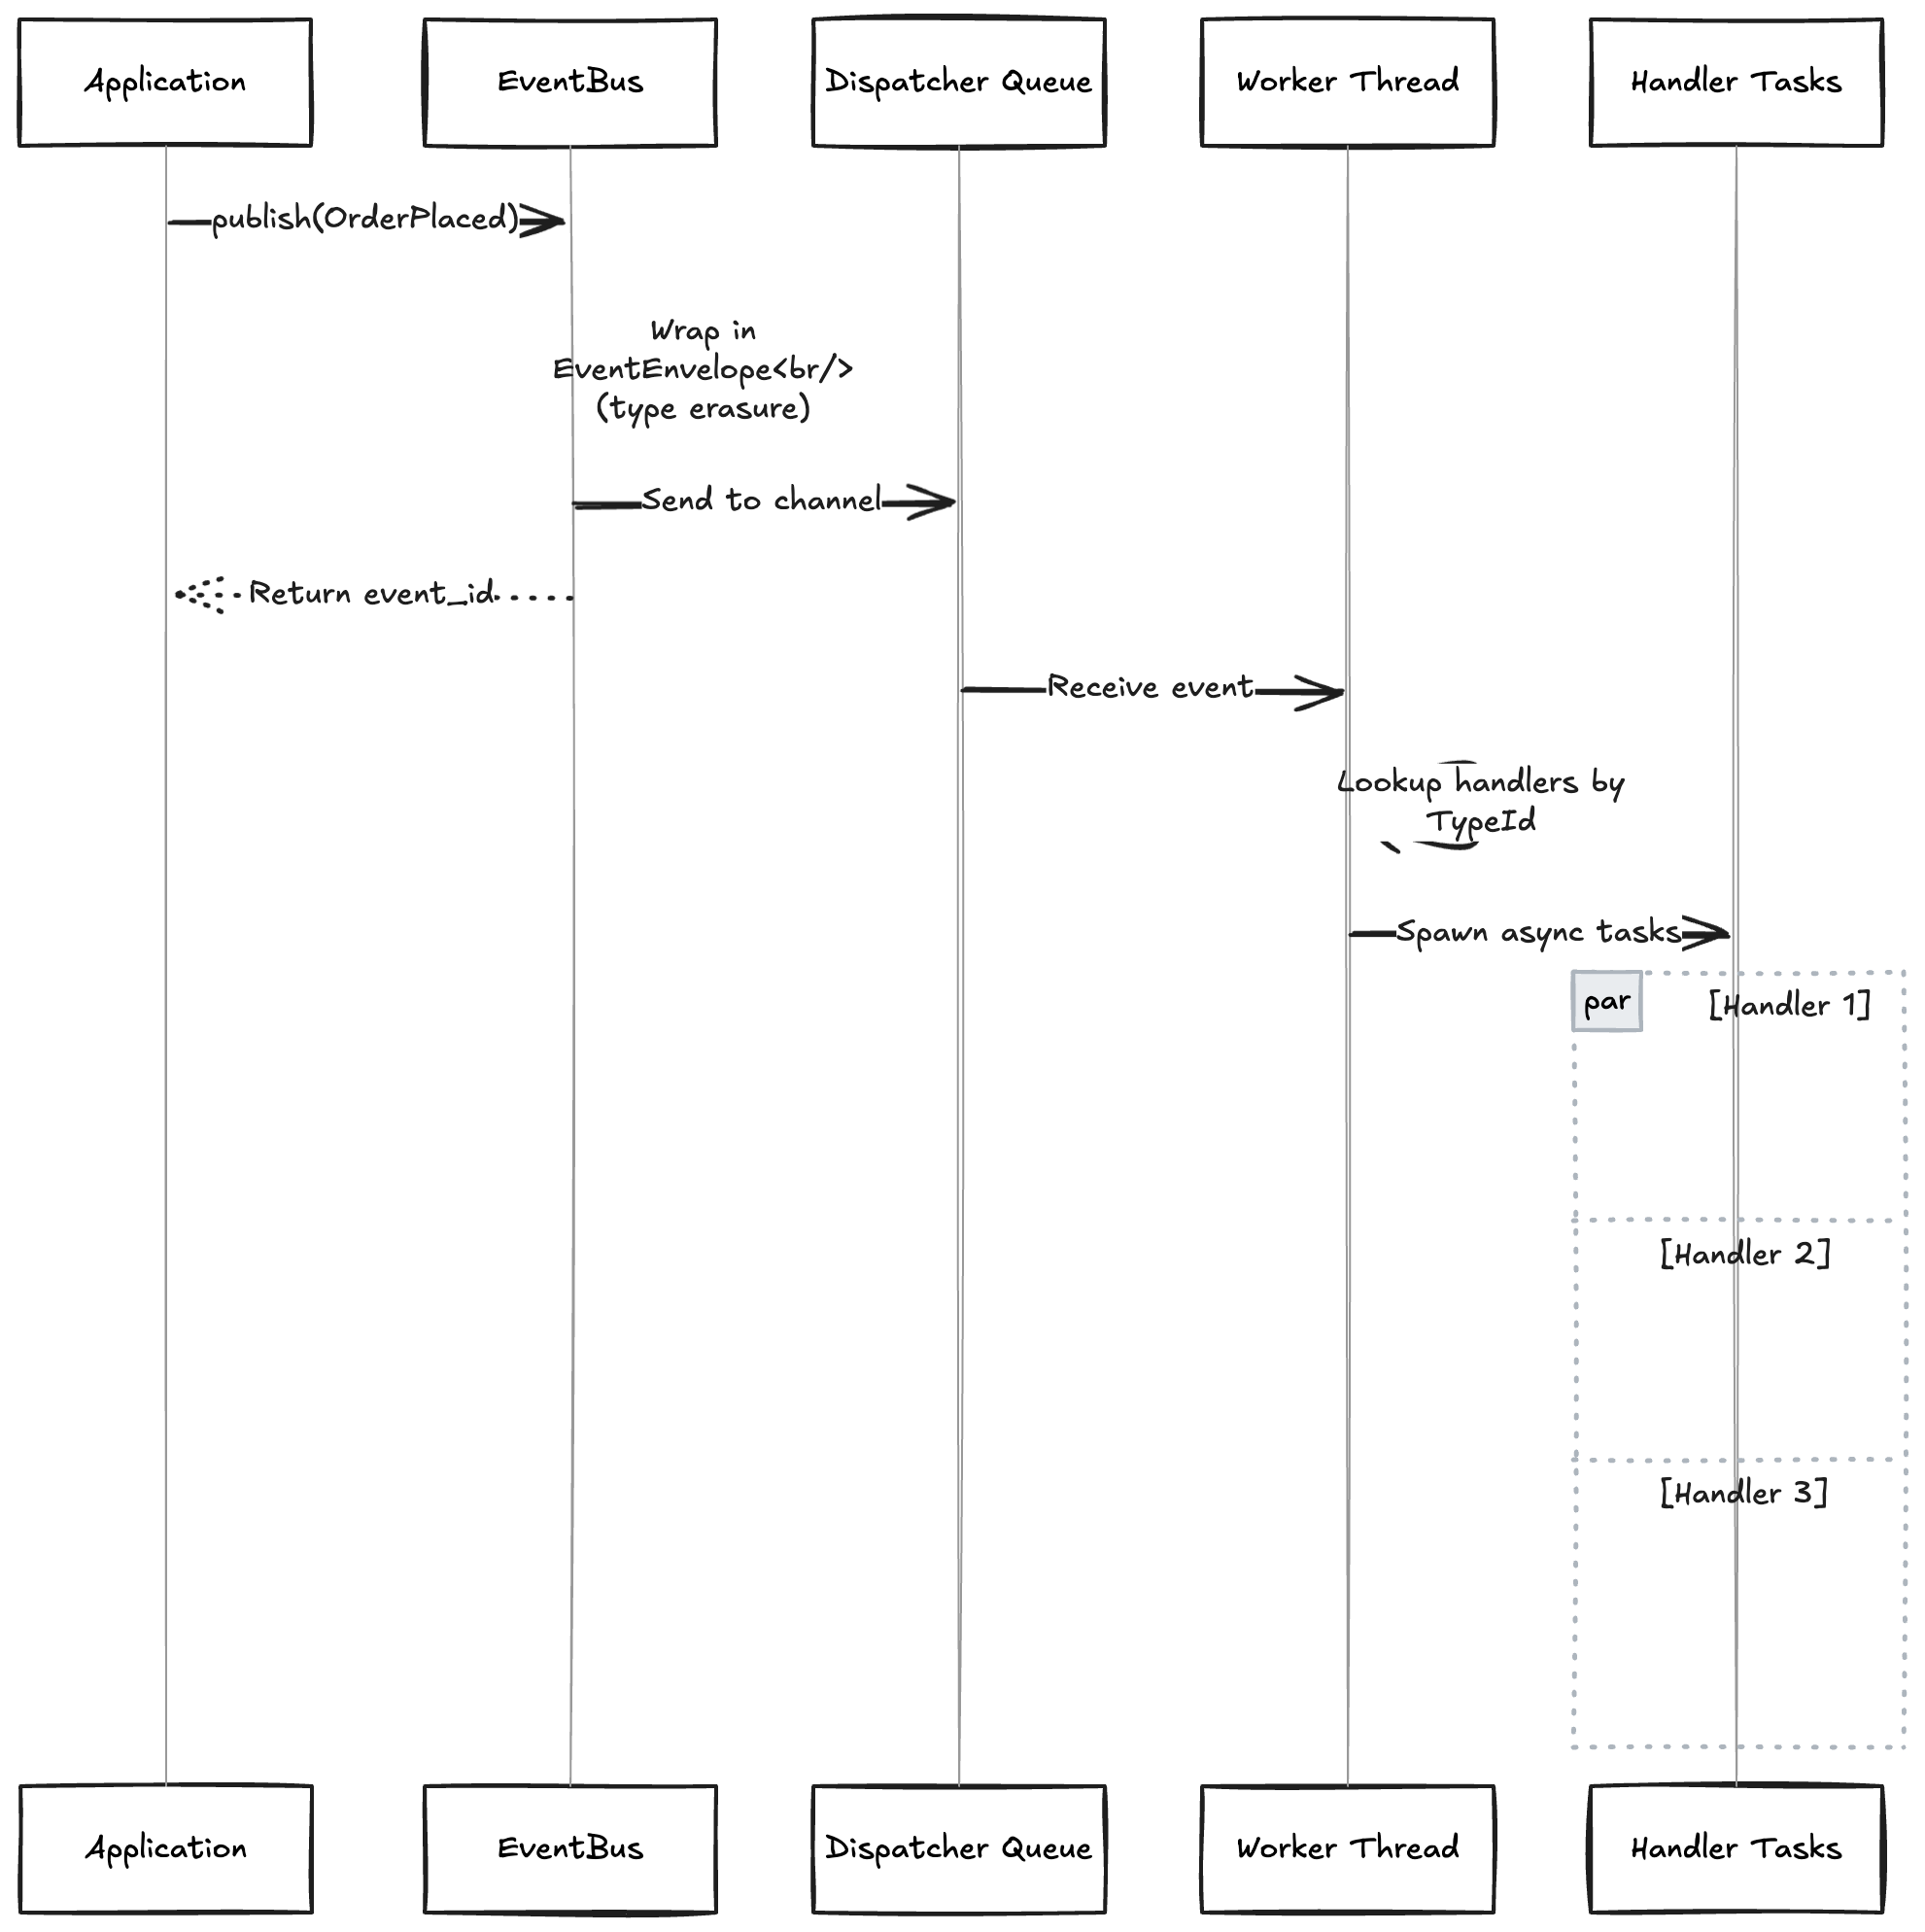 Application
EventBus
Dispatcher Queue
Worker Thread
Handler Tasks
publish(OrderPlaced)
Wrap in
EventEnvelope<br/>
(type erasure)
Send to channel
Return event_id
Receive event
Lookup handlers by
TypeId
Spawn async tasks
par
[Handler 1]
[Handler 2]
[Handler 3]
Application
EventBus
Dispatcher Queue
Worker Thread
Handler Tasks